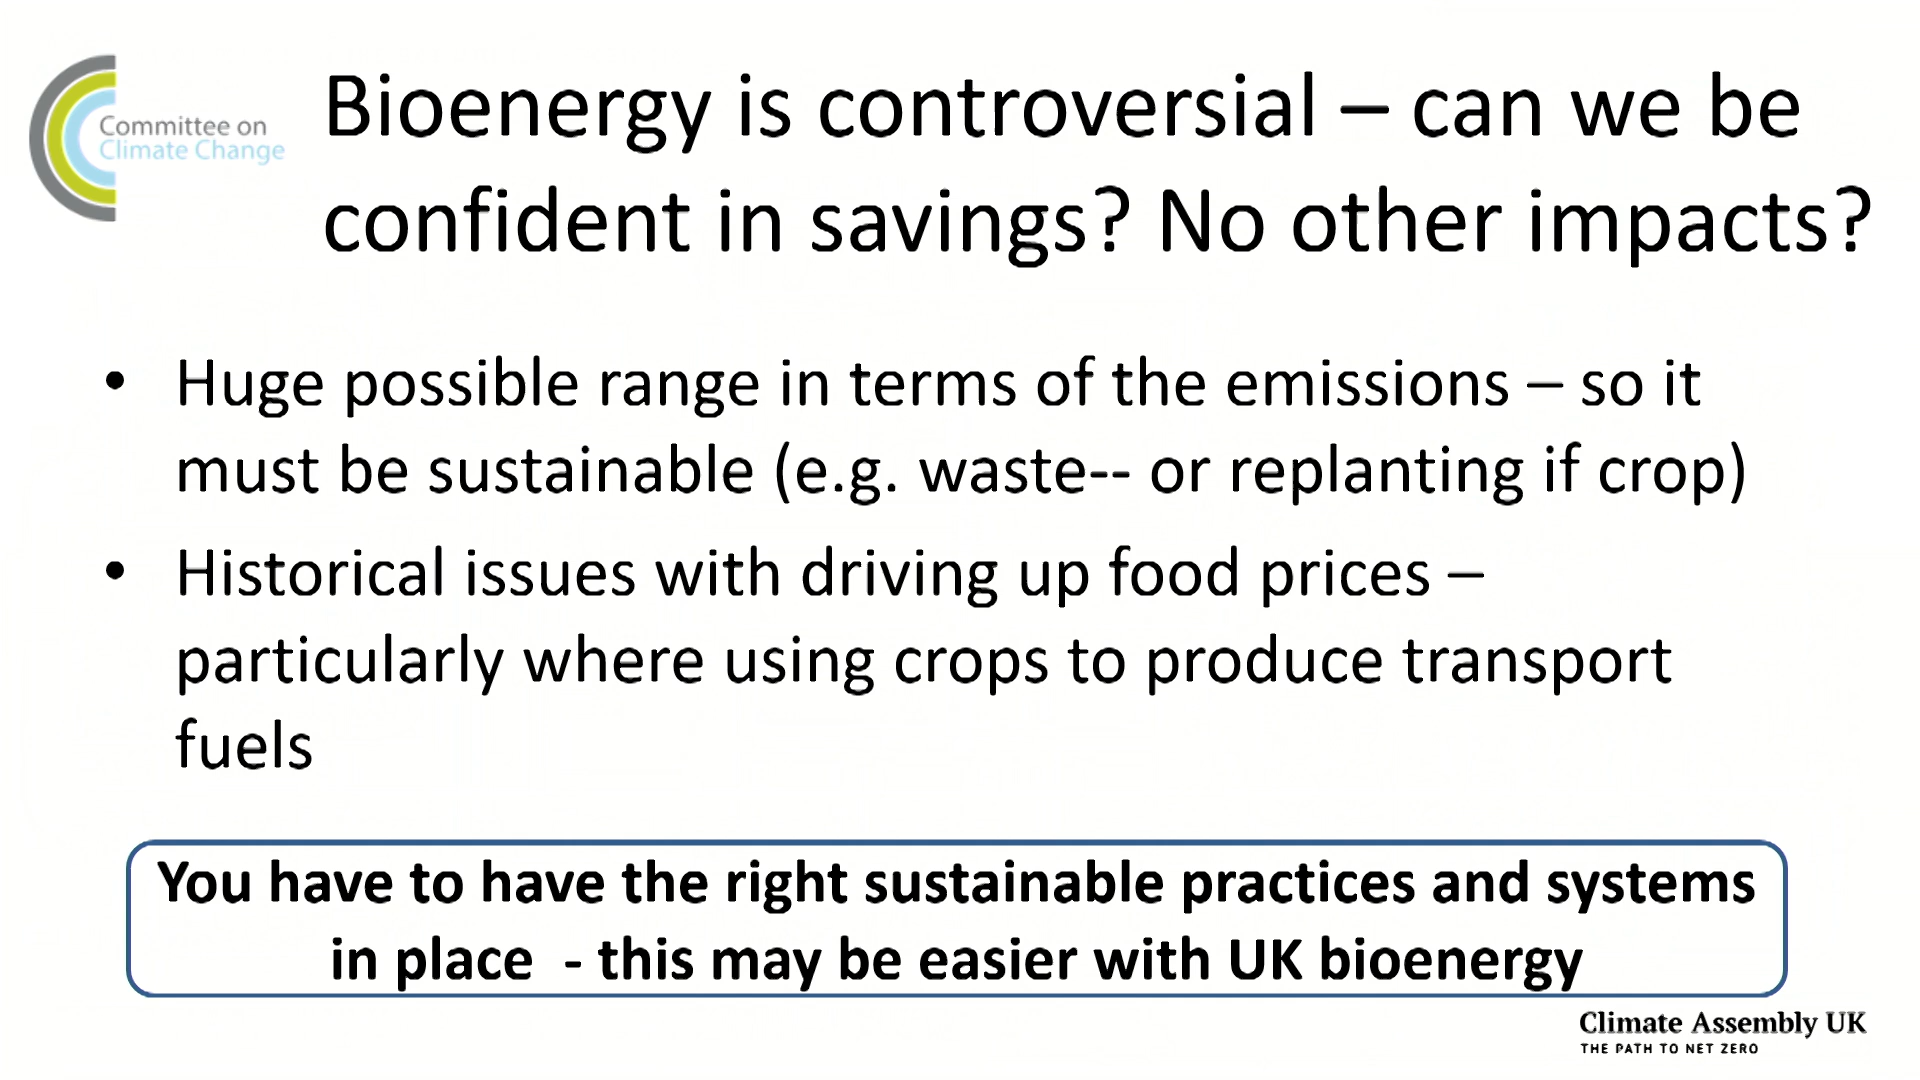 Committee on
Climate Change
Bioenergy is controversial – can we be
confident in savings? No other impacts?
• Huge possible range in terms of the emissions – so it
must be sustainable (e.g. waste-- or replanting if crop)
• Historical issues with driving up food prices –
particularly where using crops to produce transport
fuels
You have to have the right sustainable practices and systems
in place  - this may be easier with UK bioenergy
Climate Assembly UK
THE PATH TO NET ZERO